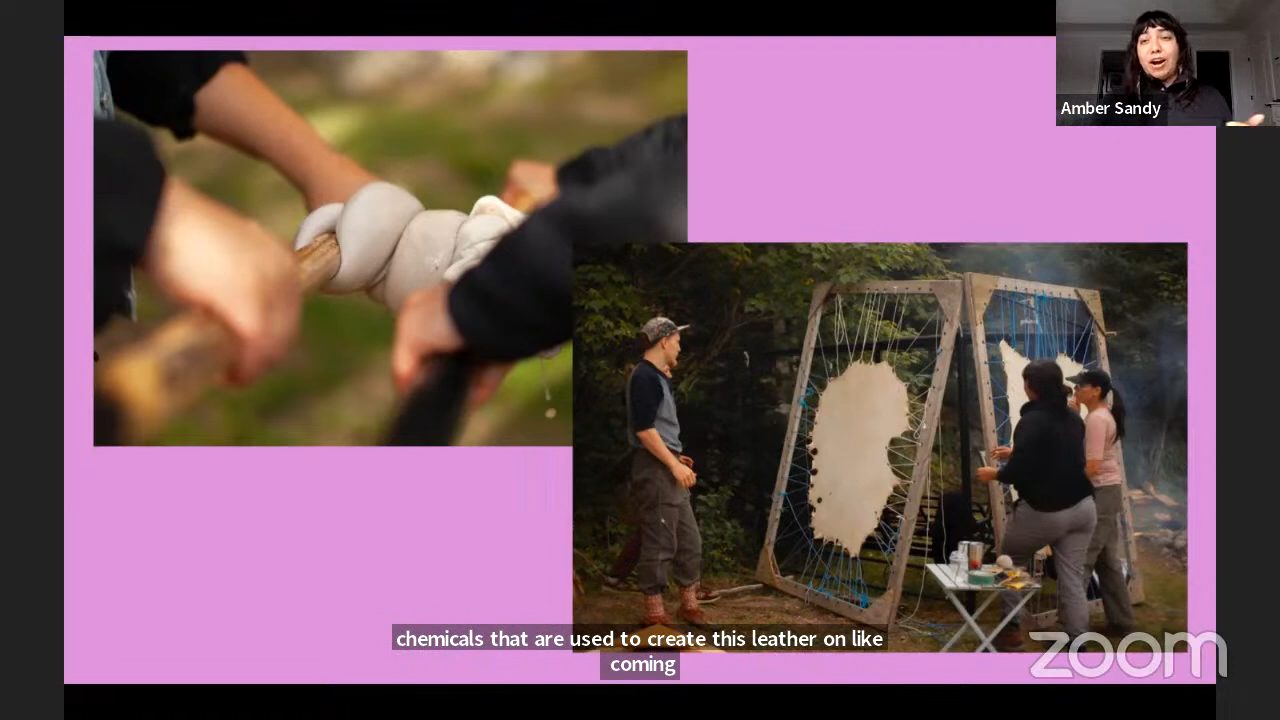 Amber Sandy
chemicals that are used to create this leather on like
coming
zoom